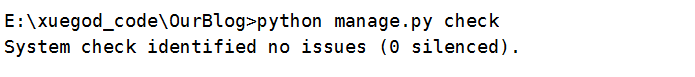 E:\xuegod_code\OurBlog>python manage.py check
System check identified no issues (0 silenced).